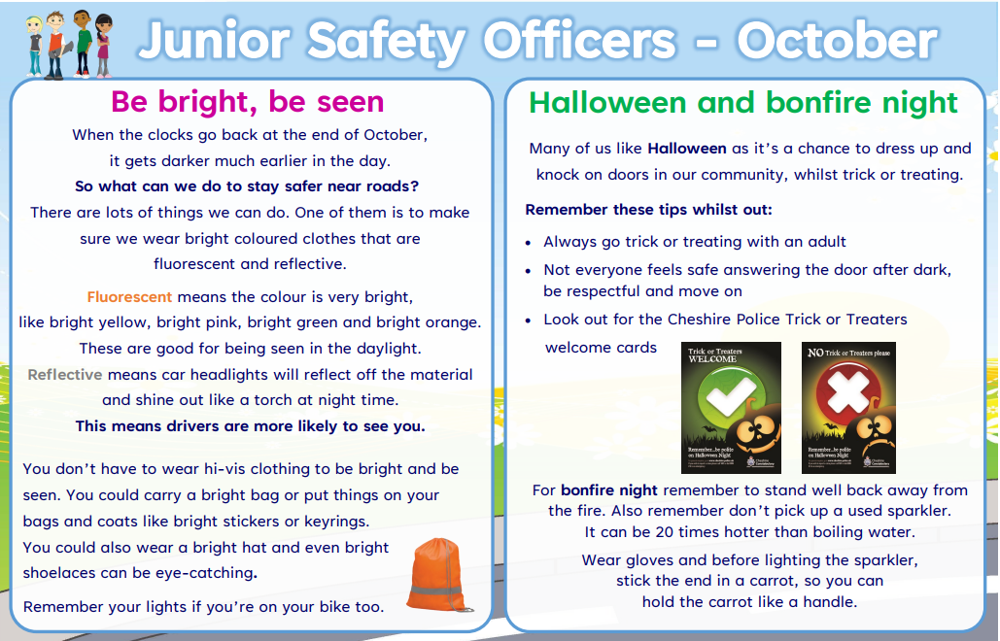 Junior Safety Officers - October
Be bright, be seen
When the clocks go back at the end of October,
it gets darker much earlier in the day.
So what can we do to stay safer near roads?
There are lots of things we can do. One of them is to make
sure we wear bright coloured clothes that are
fluorescent and reflective.
Fluorescent means the colour is very bright,
like bright yellow, bright pink, bright green and bright orange.
These are good for being seen in the daylight.
Reflective means car headlights will reflect off the material
and shine out like a torch at night time.
This means drivers are more likely to see you.
You don't have to wear hi-vis clothing to be bright and be
seen. You could carry a bright bag or put things on your
bags and coats like bright stickers or keyrings.
You could also wear a bright hat and even bright
shoelaces can be eye-catching.
Remember your lights if you're on your bike too.
Halloween and bonfire night
Many of us like Halloween as it's a chance to dress up and
knock on doors in our community, whilst trick or treating.
Remember these tips whilst out:
• Always go trick or treating with an adult
• Not everyone feels safe answering the door after dark,
be respectful and move on
• Look out for the Cheshire Police Trick or Treaters
welcome cards
Trick or Treaters
WELCOME
Remember...be polite
on Halloween Night
Cheshire
Constabulary
NO Trick or Treaters please
Remember...be polite
on Halloween Night
Cheshire
Constabulary
For bonfire night remember to stand well back away from
the fire. Also remember don't pick up a used sparkler.
It can be 20 times hotter than boiling water.
Wear gloves and before lighting the sparkler,
stick the end in a carrot, so you can
hold the carrot like a handle.